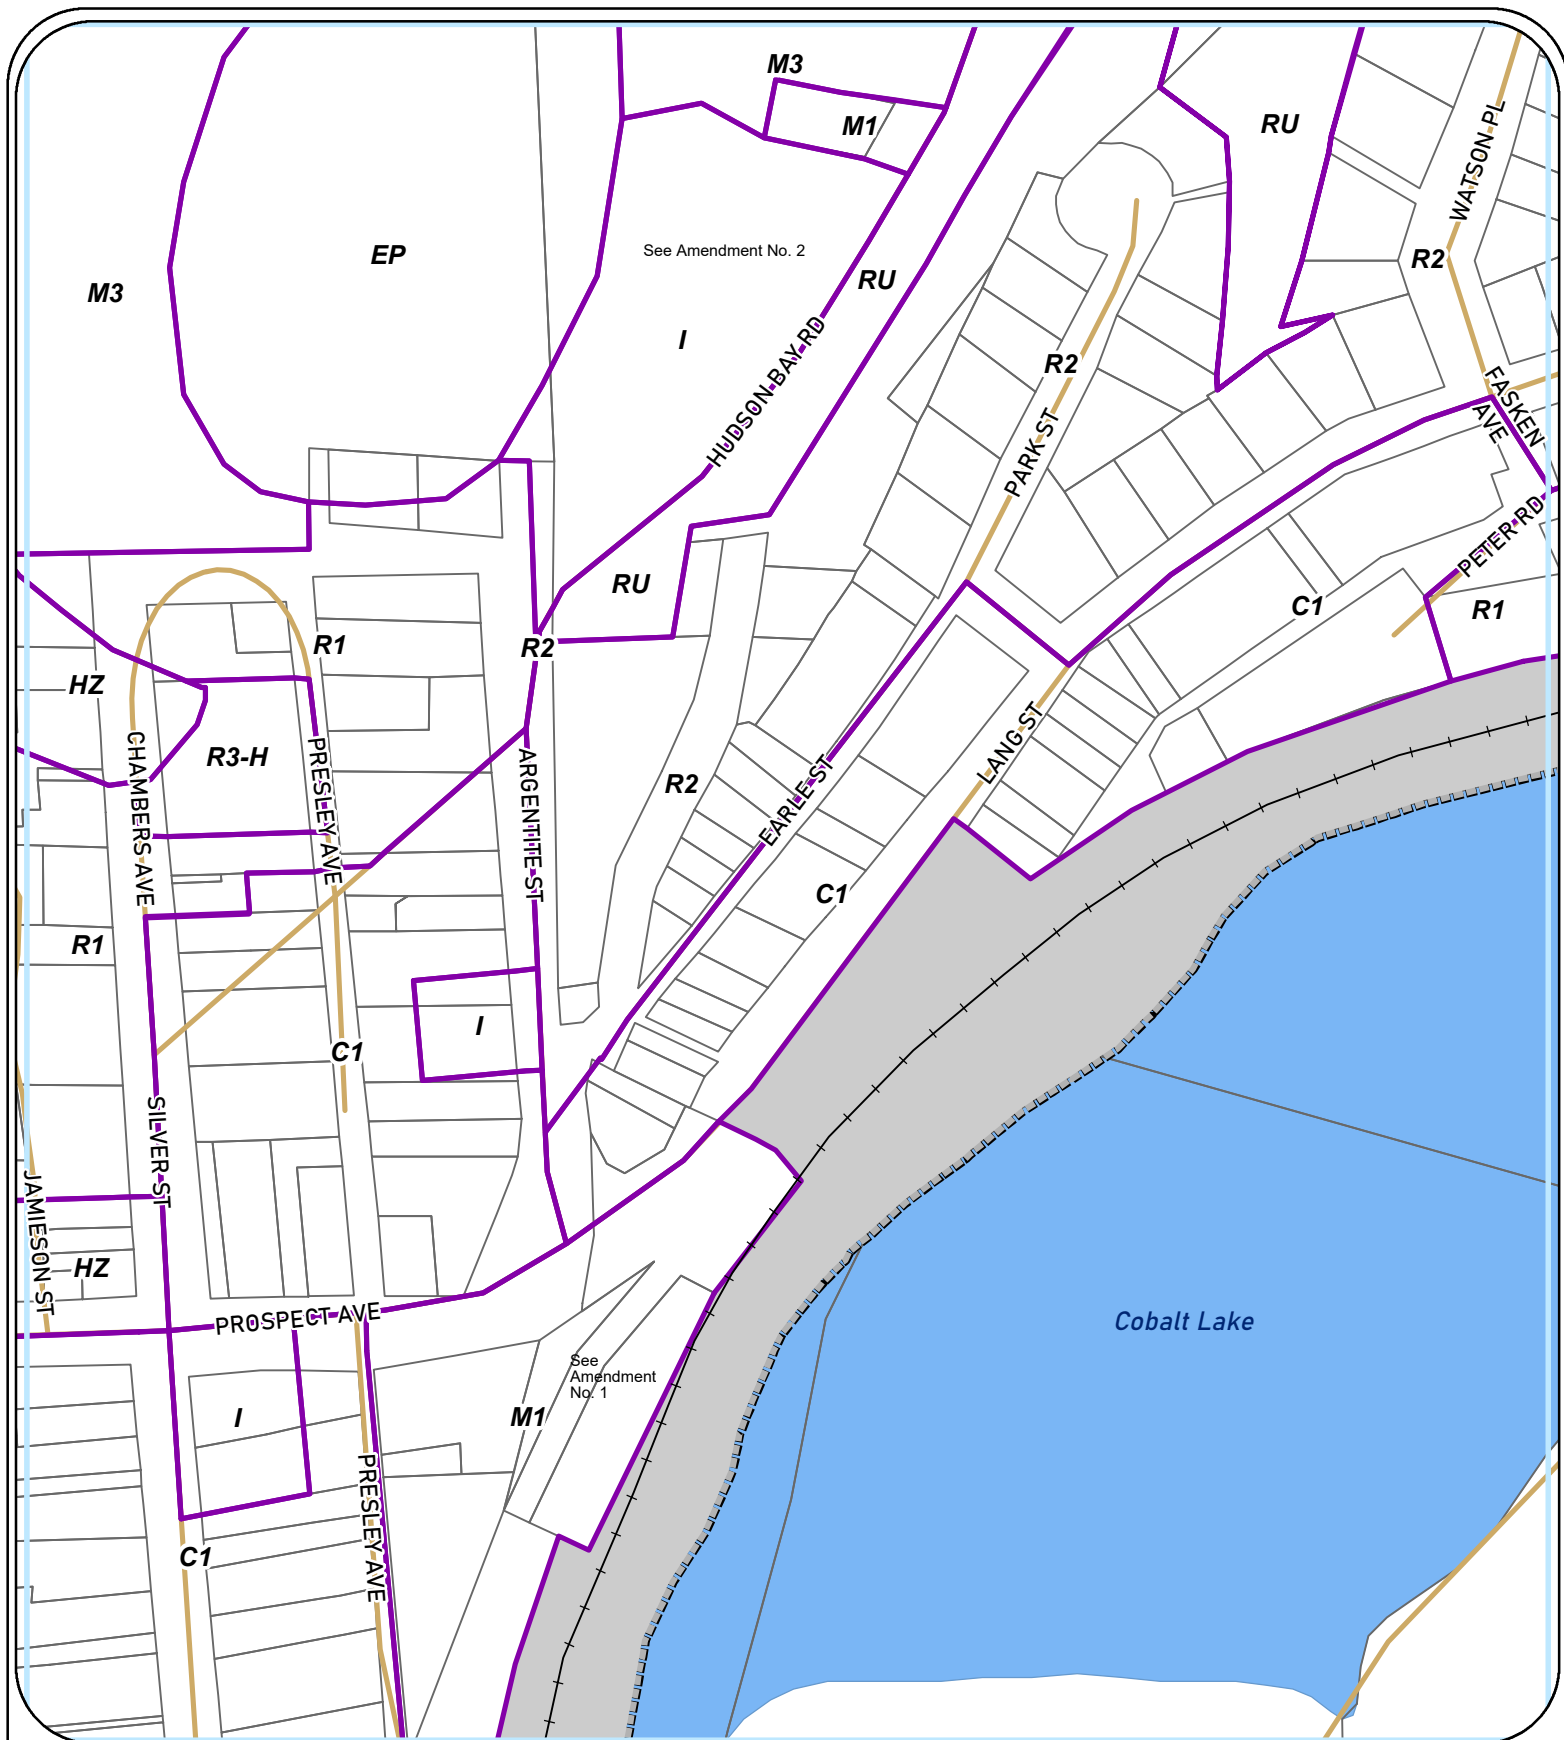 M3
M1
RU
WATSON PL
EP
See Amendment No. 2
R2
M3
RU
I
HUDSON BAY RD
R2
FASKEN
AVE
PARK ST
PETER RD
RU
C1
R1
R1
R2
HZ
R3-H
CHAMBERS AVE
PRESLEY AVE
ARGENTITE ST
R2
EARLE ST
LANG ST
C1
R1
I
C1
SILVER ST
JAMIESON ST
HZ
PROSPECT AVE
Cobalt Lake
See
Amendment
No. 1
I
M1
PRESLEY AVE
C1